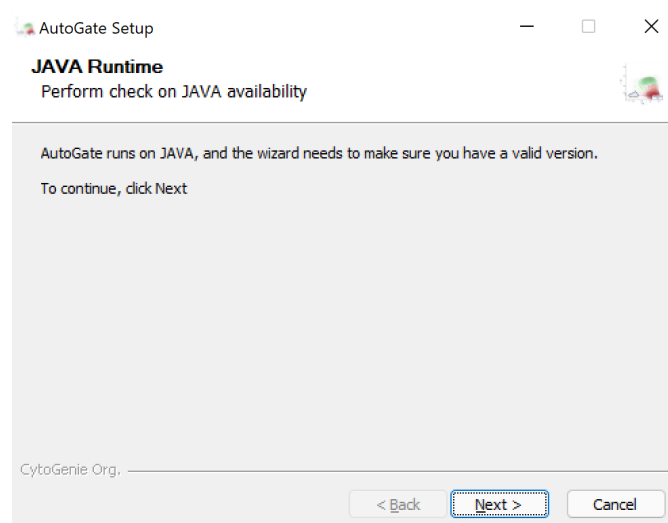 AutoGate Setup
JAVA Runtime
Perform check on JAVA availability
AutoGate runs on JAVA, and the wizard needs to make sure you have a valid version.
To continue, click Next
CytoGenie Org.
< Back
Next >
Cancel